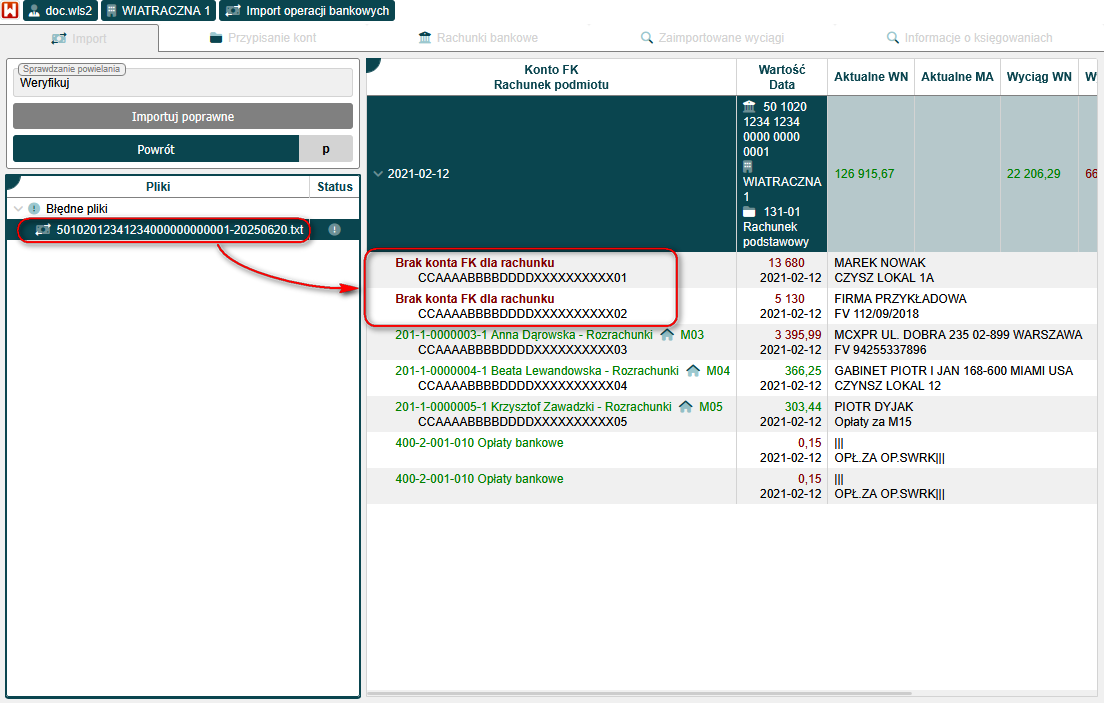 doc.wls2 WIATRACZNA 1 Import operacji bankowych
Import Przypisanie kont Rachunki bankowe Zaimportowane wyciągi Informacje o księgowaniach
Sprawdzanie powielania
Weryfikuj
Importuj poprawne
Powrót p
Pliki Status
Błędne pliki
50102012341234000000000001-20250620.txt
Konto FK
Rachunek podmiotu
Wartość
Data
Aktualne WN Aktualne MA Wyciąg WN W
2021-02-12
50 1020
1234 1234
0000 0000
0001
WIATRACZNA
1
131-01
Rachunek
podstawowy
126 915,67 22 206,29 66
Brak konta FK dla rachunku 13 680 MAREK NOWAK
CCAAAABBBBDDDDXXXXXXXXXX01 2021-02-12 CZYSZ LOKAL 1A
Brak konta FK dla rachunku 5 130 FIRMA PRZYKŁADOWA
CCAAAABBBBDDDDXXXXXXXXXX02 2021-02-12 FV 112/09/2018
201-1-0000003-1 Anna Dąrowska - Rozrachunki M03 3 395,99 MCXPR UL. DOBRA 235 02-899 WARSZAWA
CCAAAABBBBDDDDXXXXXXXXXX03 2021-02-12 FV 94255337896
201-1-0000004-1 Beata Lewandowska - Rozrachunki M04 366,25 GABINET PIOTR I JAN 168-600 MIAMI USA
CCAAAABBBBDDDDXXXXXXXXXX04 2021-02-12 CZYNSZ LOKAL 12
201-1-0000005-1 Krzysztof Zawadzki - Rozrachunki M05 303,44 PIOTR DYJAK
CCAAAABBBBDDDDXXXXXXXXXX05 2021-02-12 Opłaty za M15
400-2-001-010 Opłaty bankowe 0,15 |||
2021-02-12 OPŁ.ZA OP.SWRK|||
400-2-001-010 Opłaty bankowe 0,15 |||
2021-02-12 OPŁ.ZA OP.SWRK|||